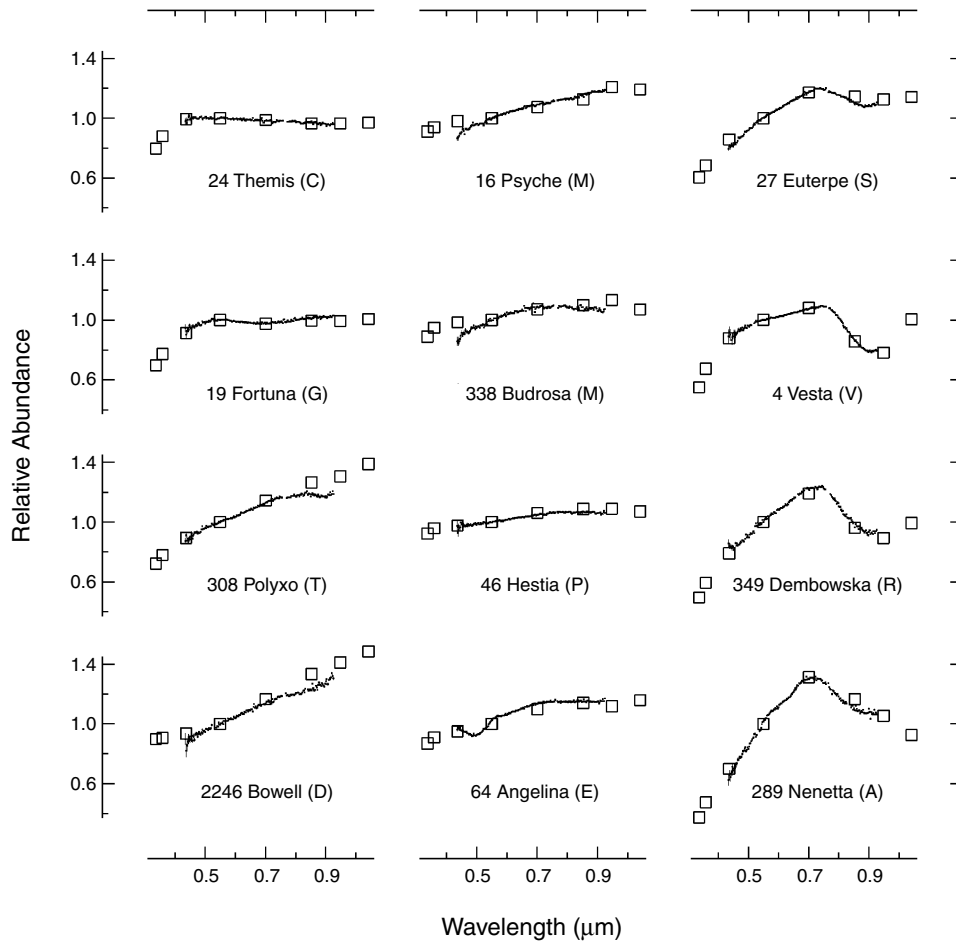 1.4
1.0
0.6
24 Themis (C)
16 Psyche (M)
27 Euterpe (S)
1.4
1.0
0.6
19 Fortuna (G)
338 Budrosa (M)
4 Vesta (V)
1.4
1.0
0.6
308 Polyxo (T)
46 Hestia (P)
349 Dembowska (R)
1.4
1.0
0.6
2246 Bowell (D)
64 Angelina (E)
289 Nenetta (A)
Relative Abundance
0.5 0.7 0.9
0.5 0.7 0.9
0.5 0.7 0.9
Wavelength (μm)